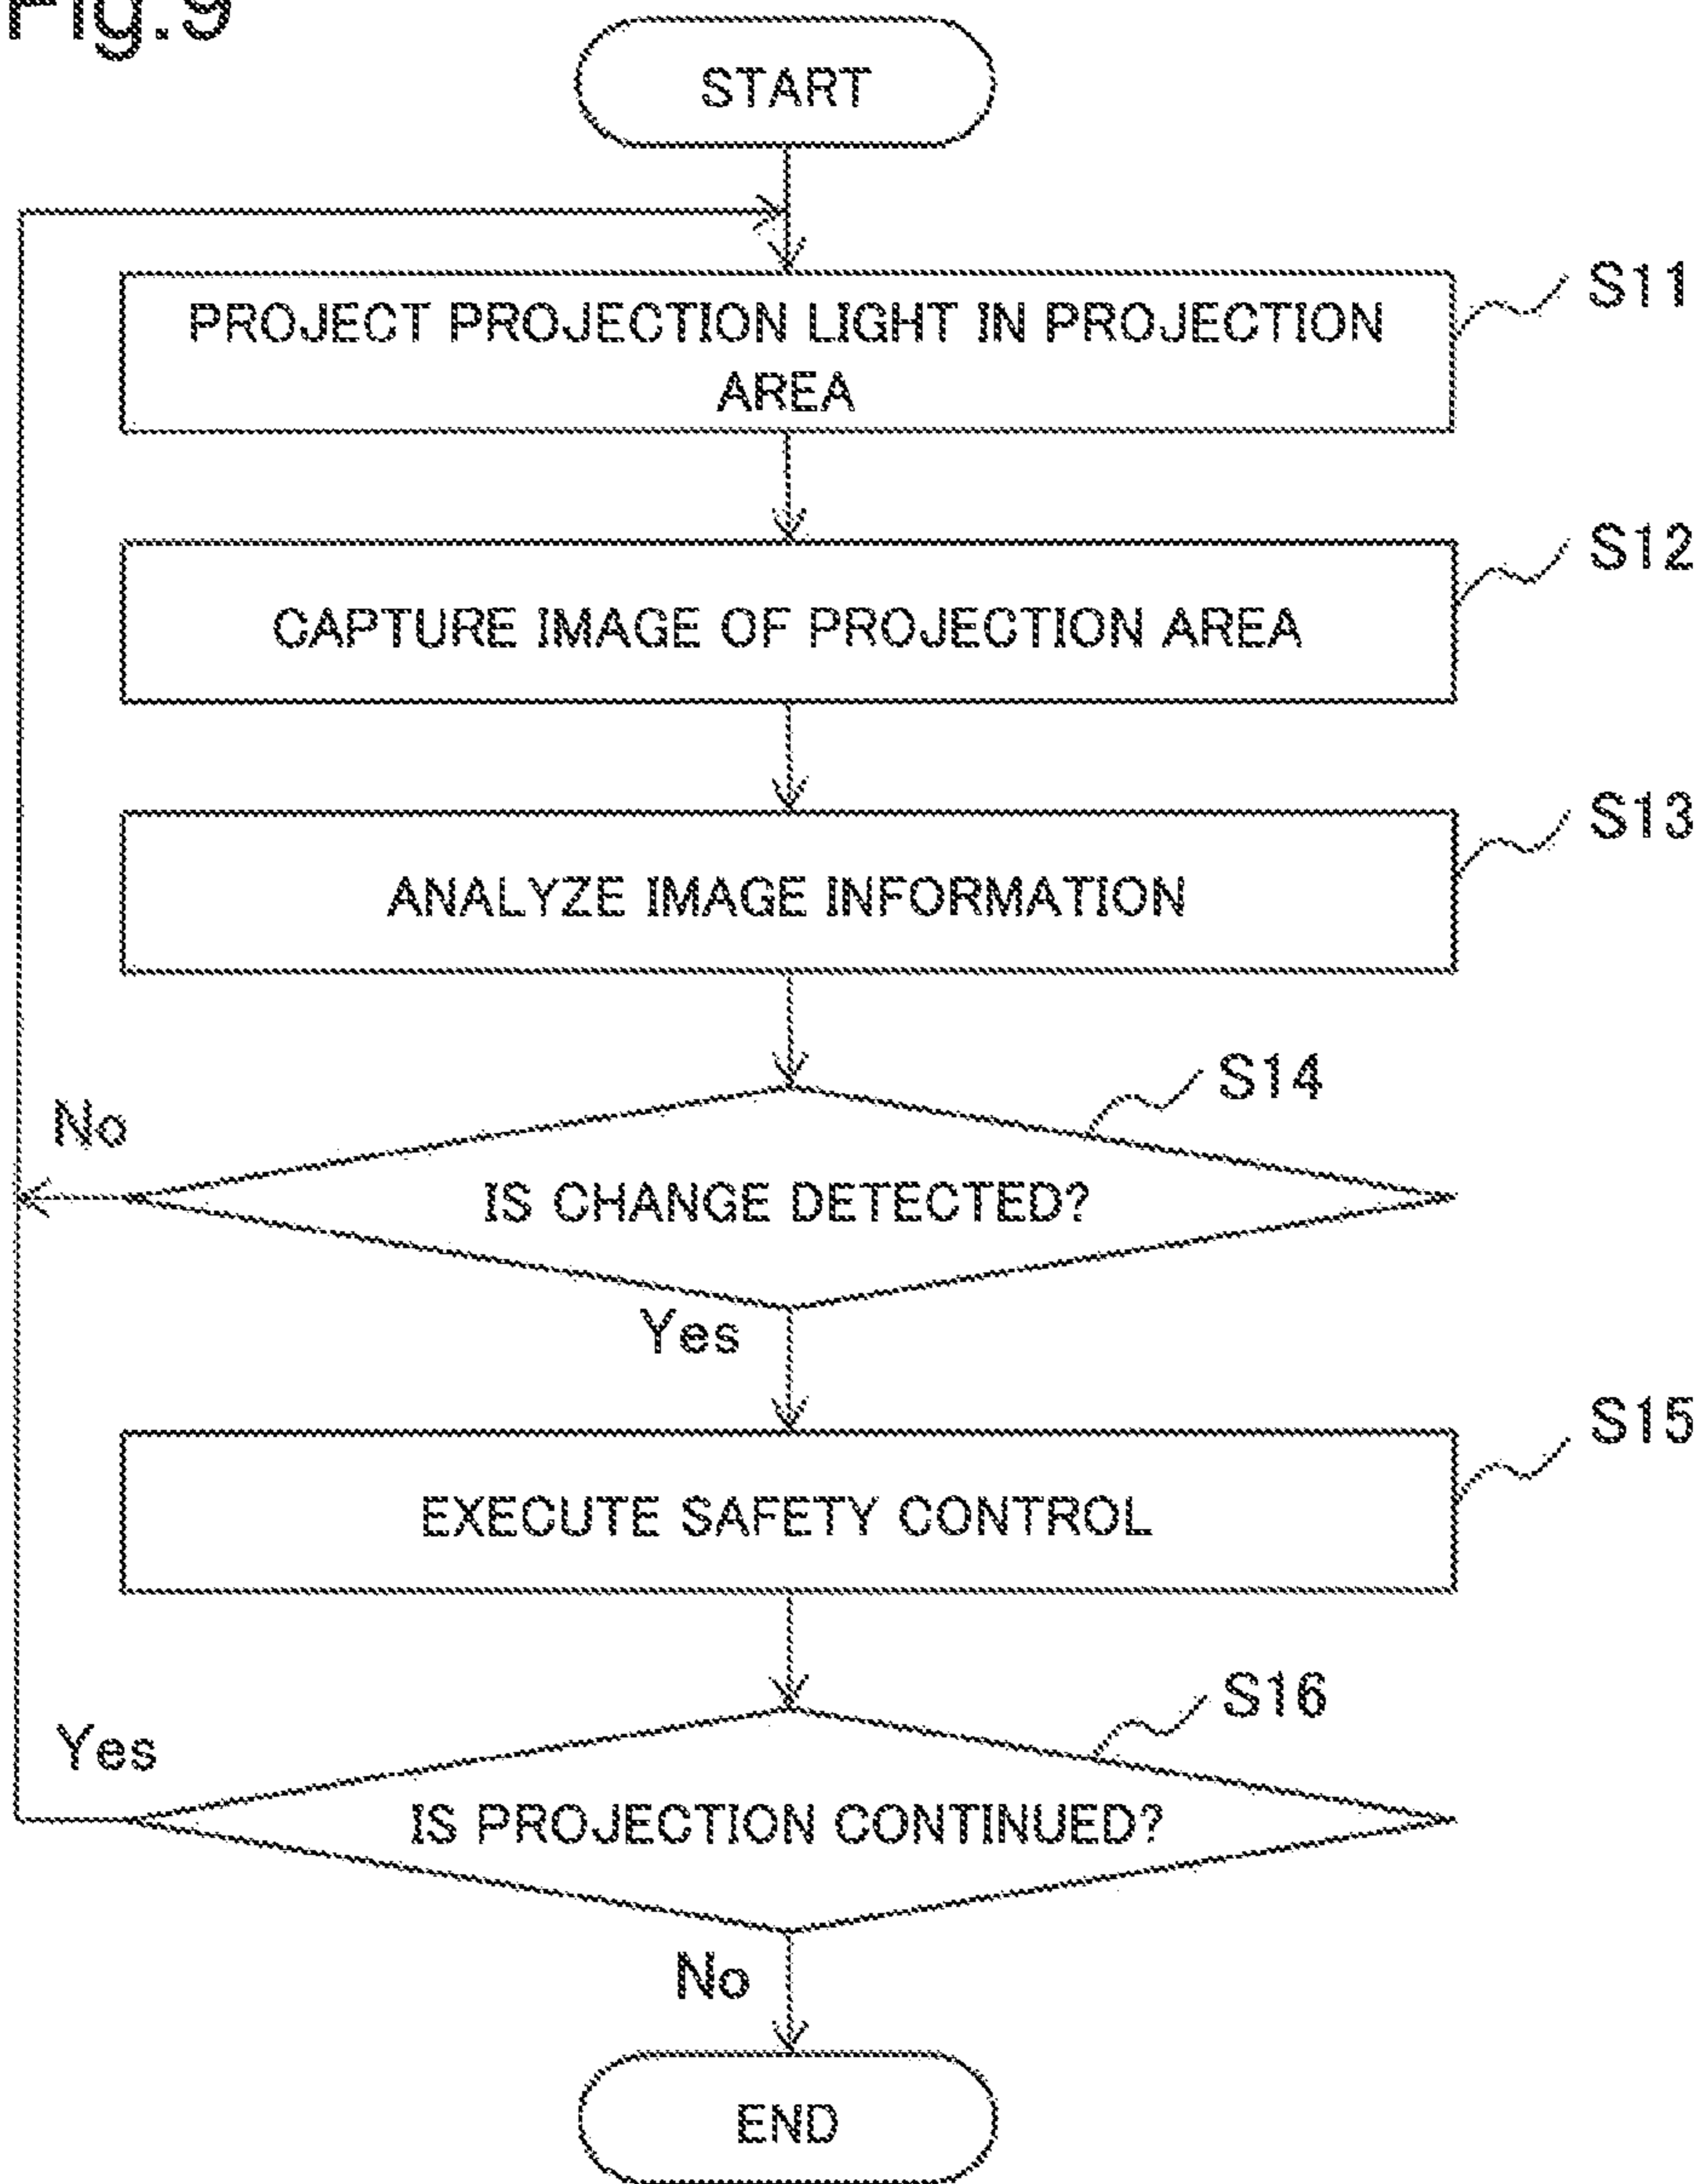 Fig.9
START
PROJECT PROJECTION LIGHT IN PROJECTION
AREA
S11
CAPTURE IMAGE OF PROJECTION AREA
S12
ANALYZE IMAGE INFORMATION
S13
S14
No
IS CHANGE DETECTED?
Yes
EXECUTE SAFETY CONTROL
S15
S16
Yes
IS PROJECTION CONTINUED?
No
END